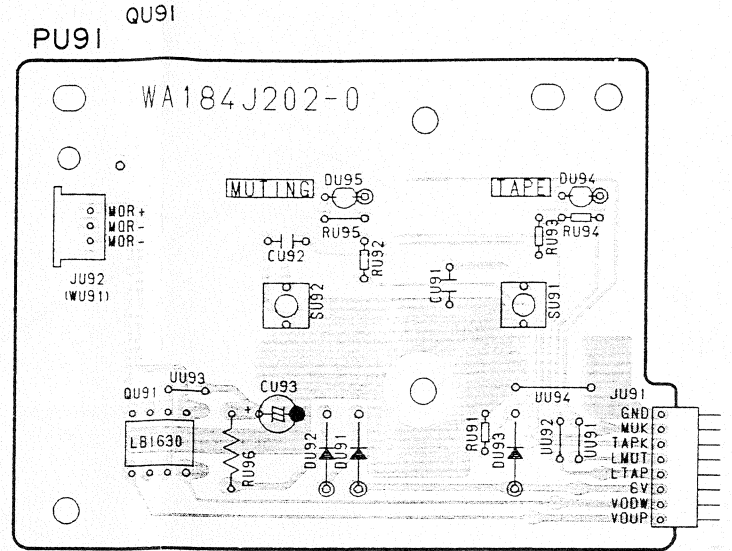 QU91
PU91
WA184J202-0
MUTING
DU95
TAPE
DU94
MOR+
MOR-
MOR-
RU95
RU94
RU93
CU92
RU92
JU92
(WU91)
SU92
CU91
SU91
UU93
QU91
CU93
+
UU94
JU91
LB1630
RU96
DU92
DU91
RU91
DU93
UU92
UU91
GND
MUK
TAPK
LMUT
LTAP
6V
VODW
VOUP